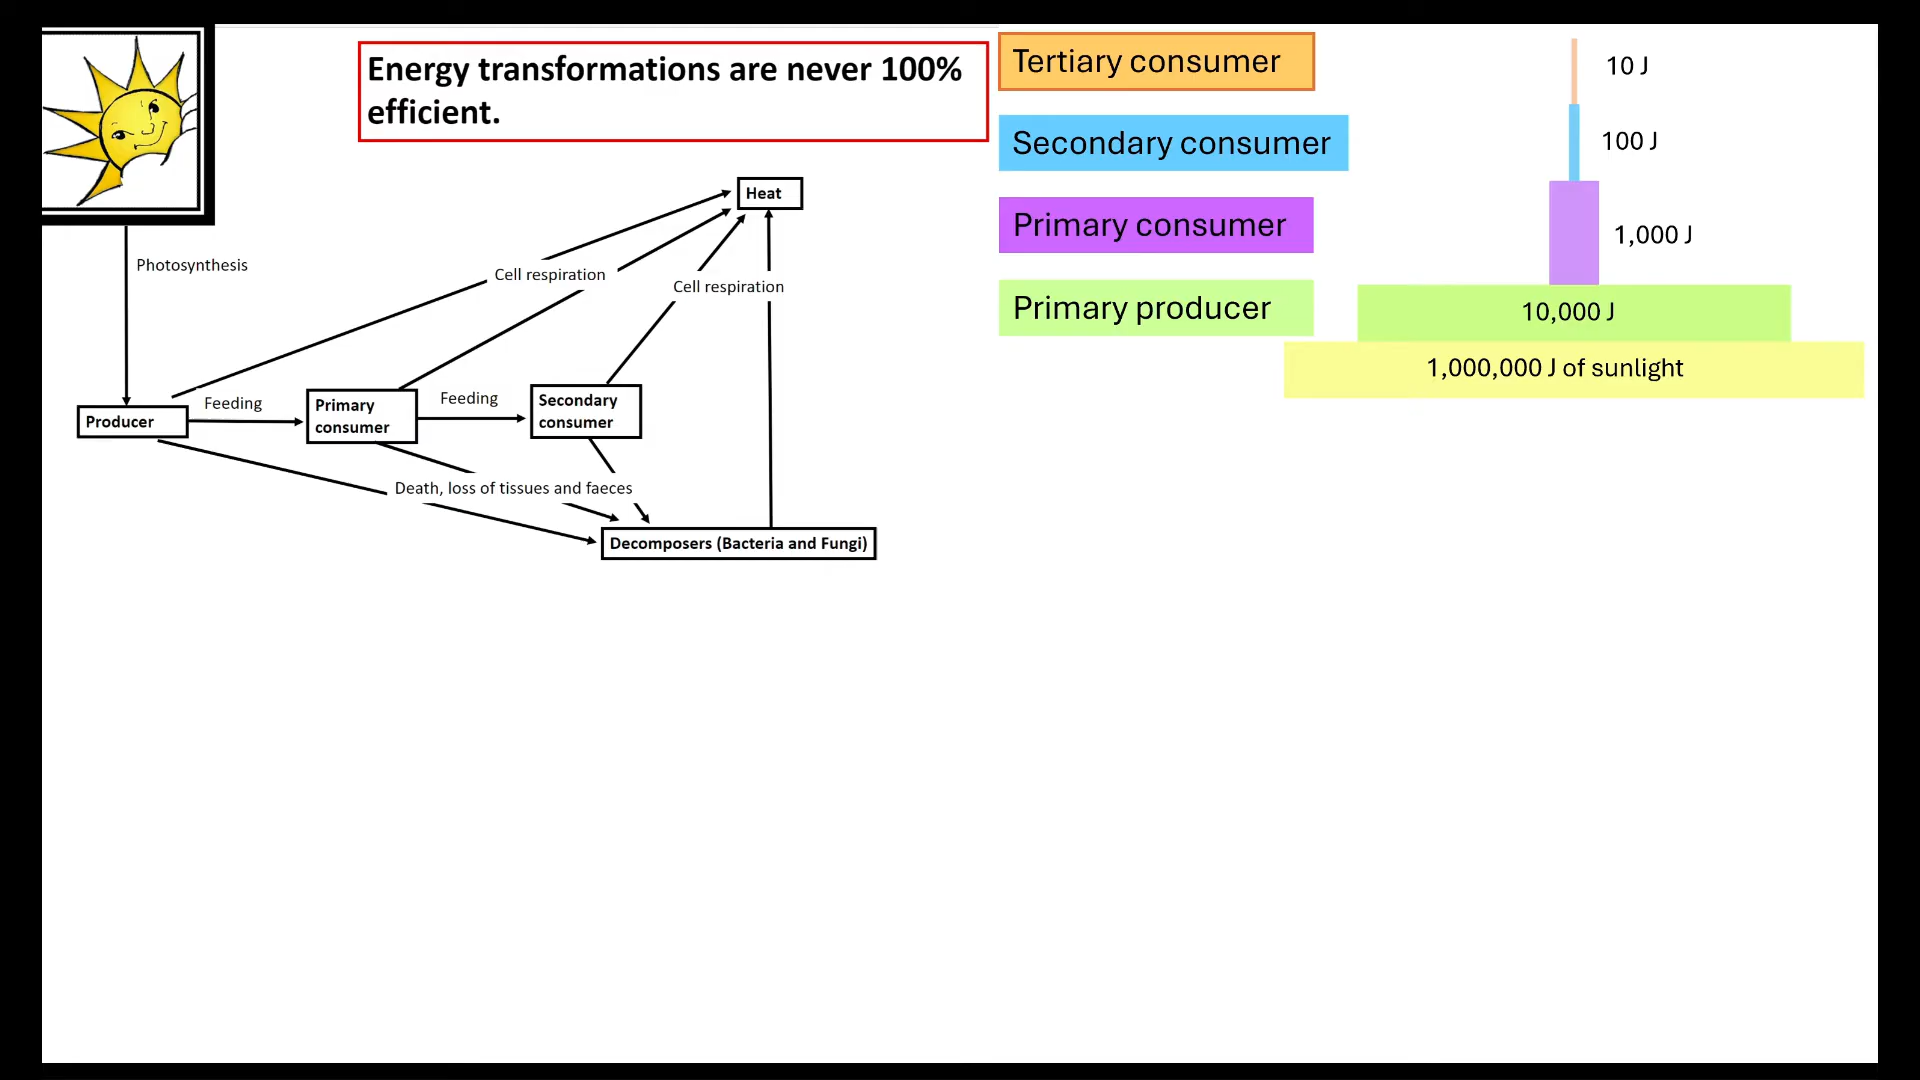 Energy transformations are never 100%
efficient.
Tertiary consumer
10 J
Secondary consumer
100 J
Primary consumer
1,000 J
Primary producer
10,000 J
1,000,000 J of sunlight
Heat
Photosynthesis
Cell respiration
Cell respiration
Producer
Feeding
Primary
consumer
Feeding
Secondary
consumer
Death, loss of tissues and faeces
Decomposers (Bacteria and Fungi)